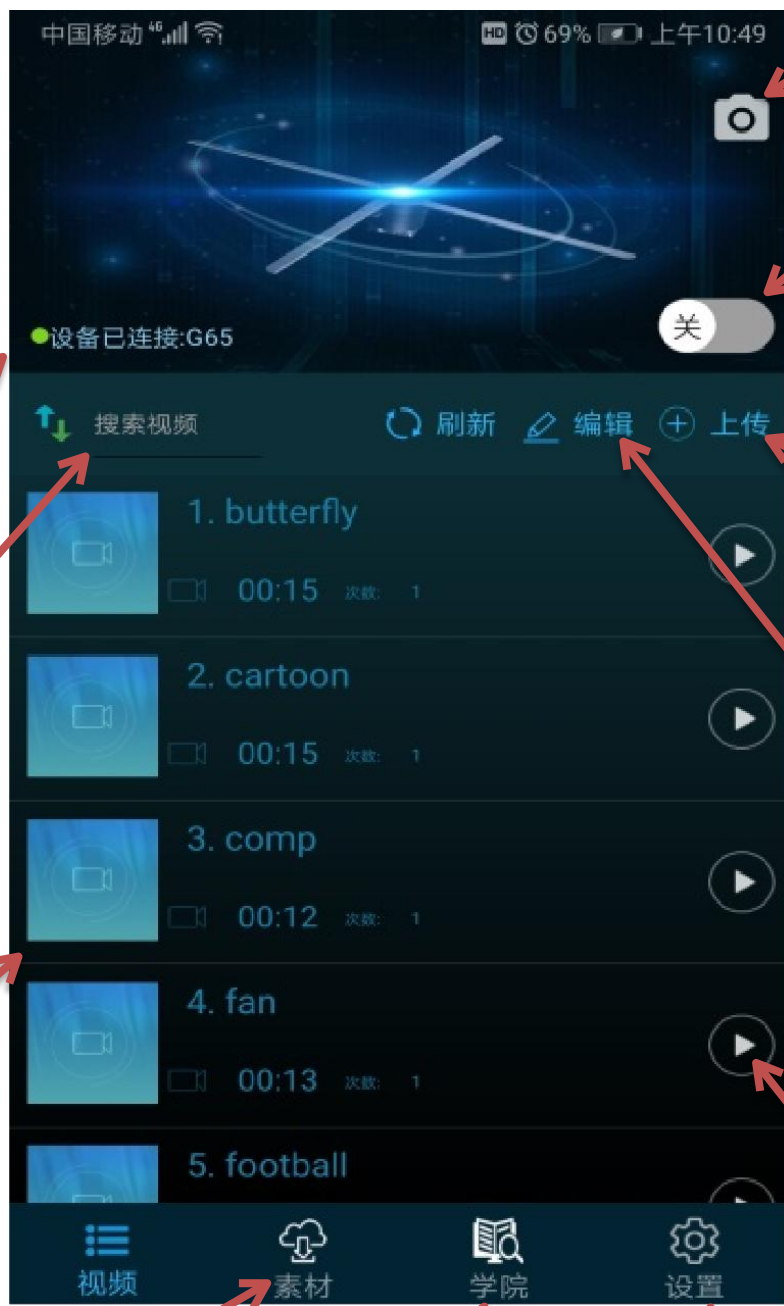 中国移动 46 HD 69% 上午10:49
关
设备已连接:G65
搜索视频 刷新 编辑 上传
1. butterfly
00:15 次数: 1
2. cartoon
00:15 次数: 1
3. comp
00:12 次数: 1
4. fan
00:13 次数: 1
5. football
视频 素材 学院 设置